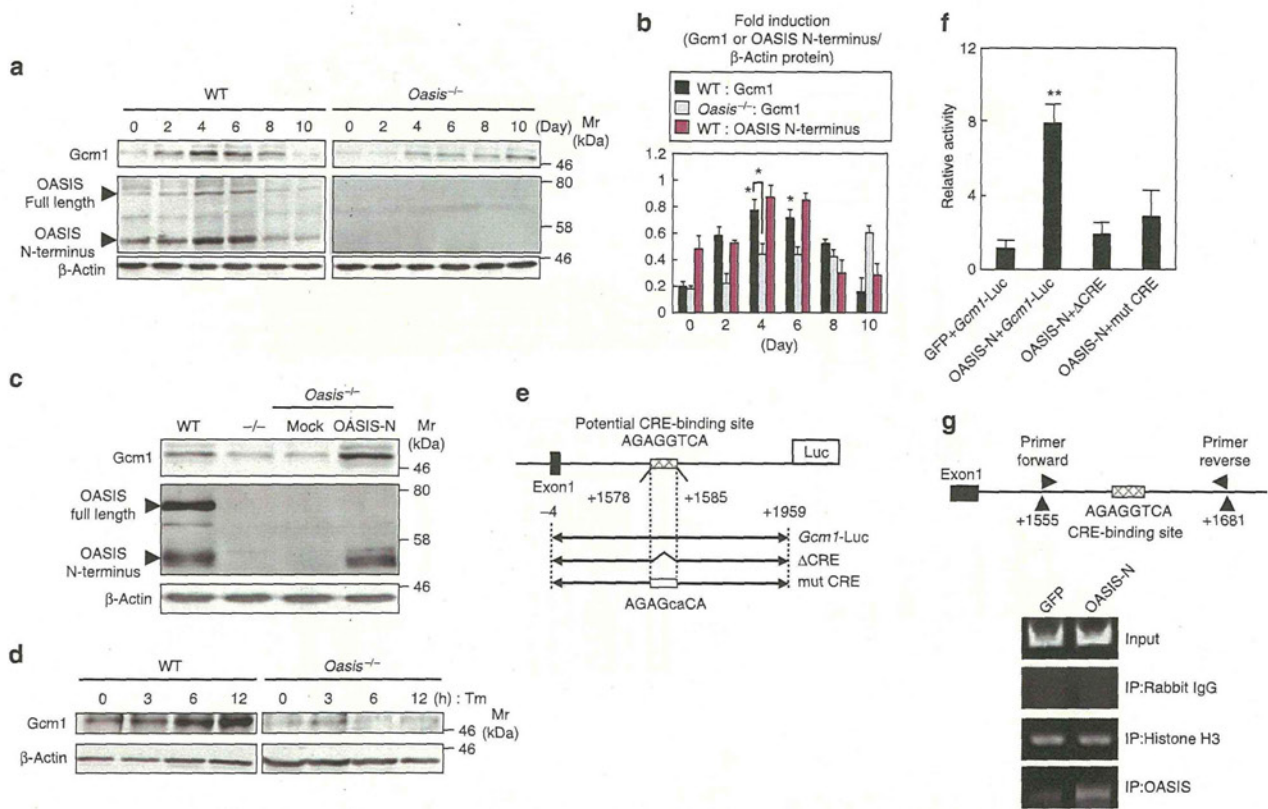 a
WT
Oasis–/–
0 2 4 6 8 10 (Day) 0 2 4 6 8 10
Mr
(kDa)
Gcm1
46
OASIS
Full length
80
OASIS
N-terminus
58
46
β-Actin
b
Fold induction
(Gcm1 or OASIS N-terminus/
β-Actin protein)
WT : Gcm1
Oasis–/–: Gcm1
WT : OASIS N-terminus
1.2
1
0.8
0.6
0.4
0.2
0
* * *
0 2 4 6 8 10
(Day)
f
Relative activity
12
8
4
0
**
GFP+Gcm1-Luc
OASIS-N+Gcm1-Luc
OASIS-N+ΔCRE
OASIS-N+mut CRE
c
Oasis–/–
WT –/– Mock OASIS-N
Mr
(kDa)
Gcm1
46
OASIS
full length
80
OASIS
N-terminus
58
46
β-Actin
d
WT
Oasis–/–
0 3 6 12 (h) : Tm 0 3 6 12
Mr
(kDa)
Gcm1
46
46
β-Actin
e
Potential CRE-binding site
AGAGGTCA
Luc
Exon1
+1578
+1585
–4
+1959
Gcm1-Luc
ΔCRE
mut CRE
AGAGcaCA
g
Primer
forward
Primer
reverse
Exon1
AGAGGTCA
+1555
+1681
CRE-binding site
GFP
OASIS-N
Input
IP:Rabbit IgG
IP:Histone H3
IP:OASIS